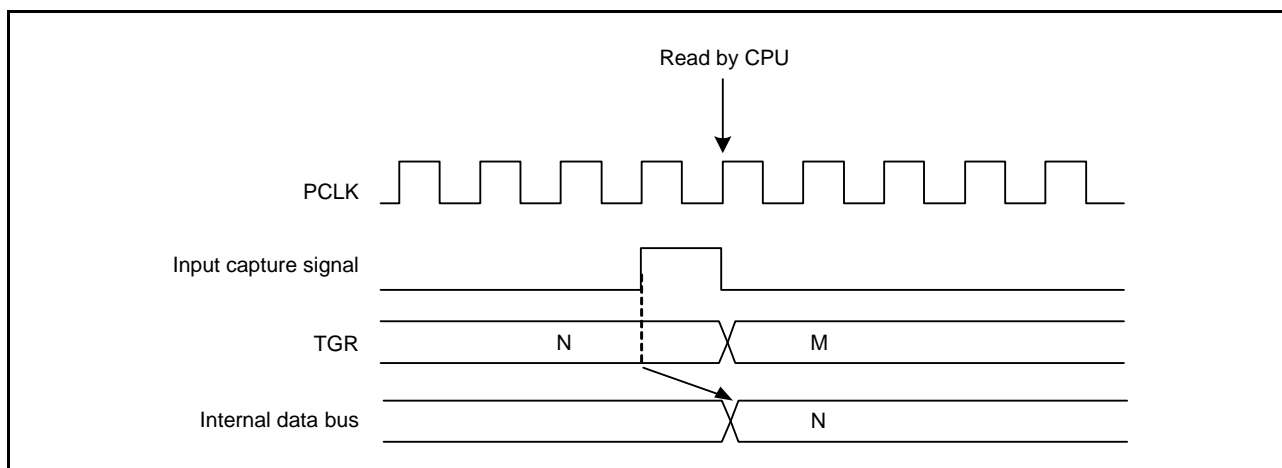 Read by CPU
PCLK
Input capture signal
TGR
N
M
Internal data bus
N